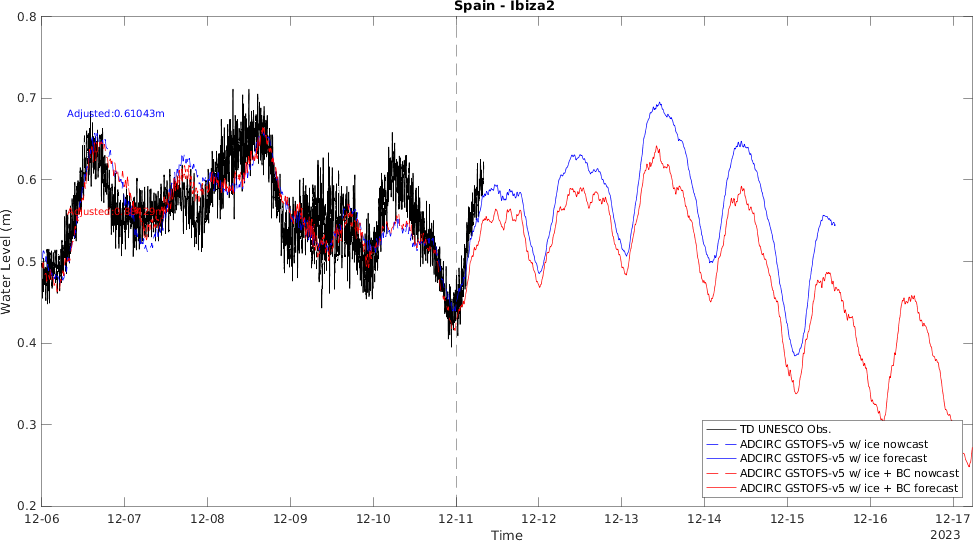 Spain - Ibiza2
0.8
0.7
0.6
0.5
0.4
0.3
0.2
Water Level (m)
Adjusted:0.61043m
12-06
12-07
12-08
12-09
12-10
12-11
12-12
12-13
12-14
12-15
12-16
12-17
2023
Time
TD UNESCO Obs.
ADCIRC GSTOFS-v5 w/ ice nowcast
ADCIRC GSTOFS-v5 w/ ice forecast
ADCIRC GSTOFS-v5 w/ ice + BC nowcast
ADCIRC GSTOFS-v5 w/ ice + BC forecast